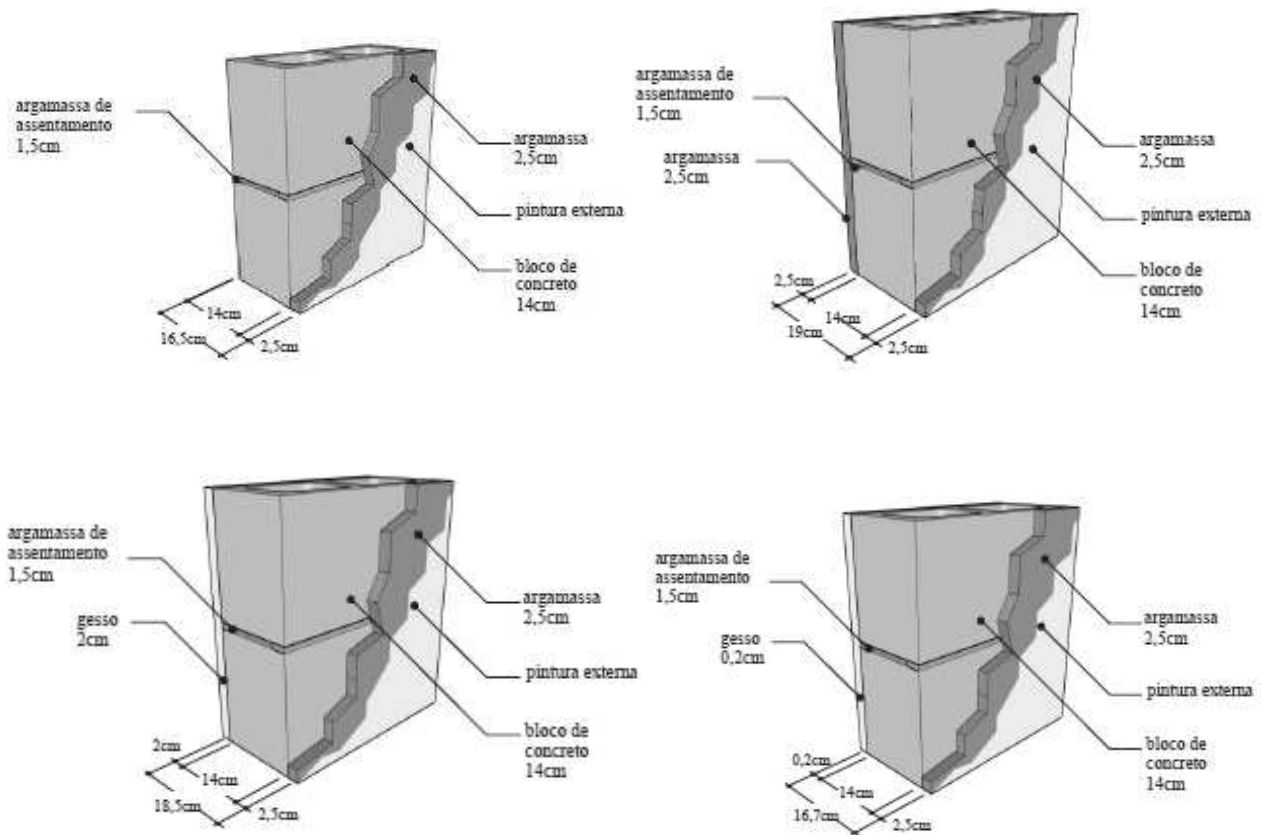 argamassa de
assentamento
1,5cm
argamassa
2,5cm
pintura externa
bloco de
concreto
14cm
14cm
16,5cm
2,5cm
argamassa de
assentamento
1,5cm
argamassa
2,5cm
argamassa
2,5cm
pintura externa
bloco de
concreto
14cm
2,5cm
14cm
19cm
2,5cm
argamassa de
assentamento
1,5cm
gesso
2cm
argamassa
2,5cm
pintura externa
bloco de
concreto
14cm
2cm
14cm
18,5cm
2,5cm
argamassa de
assentamento
1,5cm
gesso
0,2cm
argamassa
2,5cm
pintura externa
bloco de
concreto
14cm
0,2cm
14cm
16,7cm
2,5cm